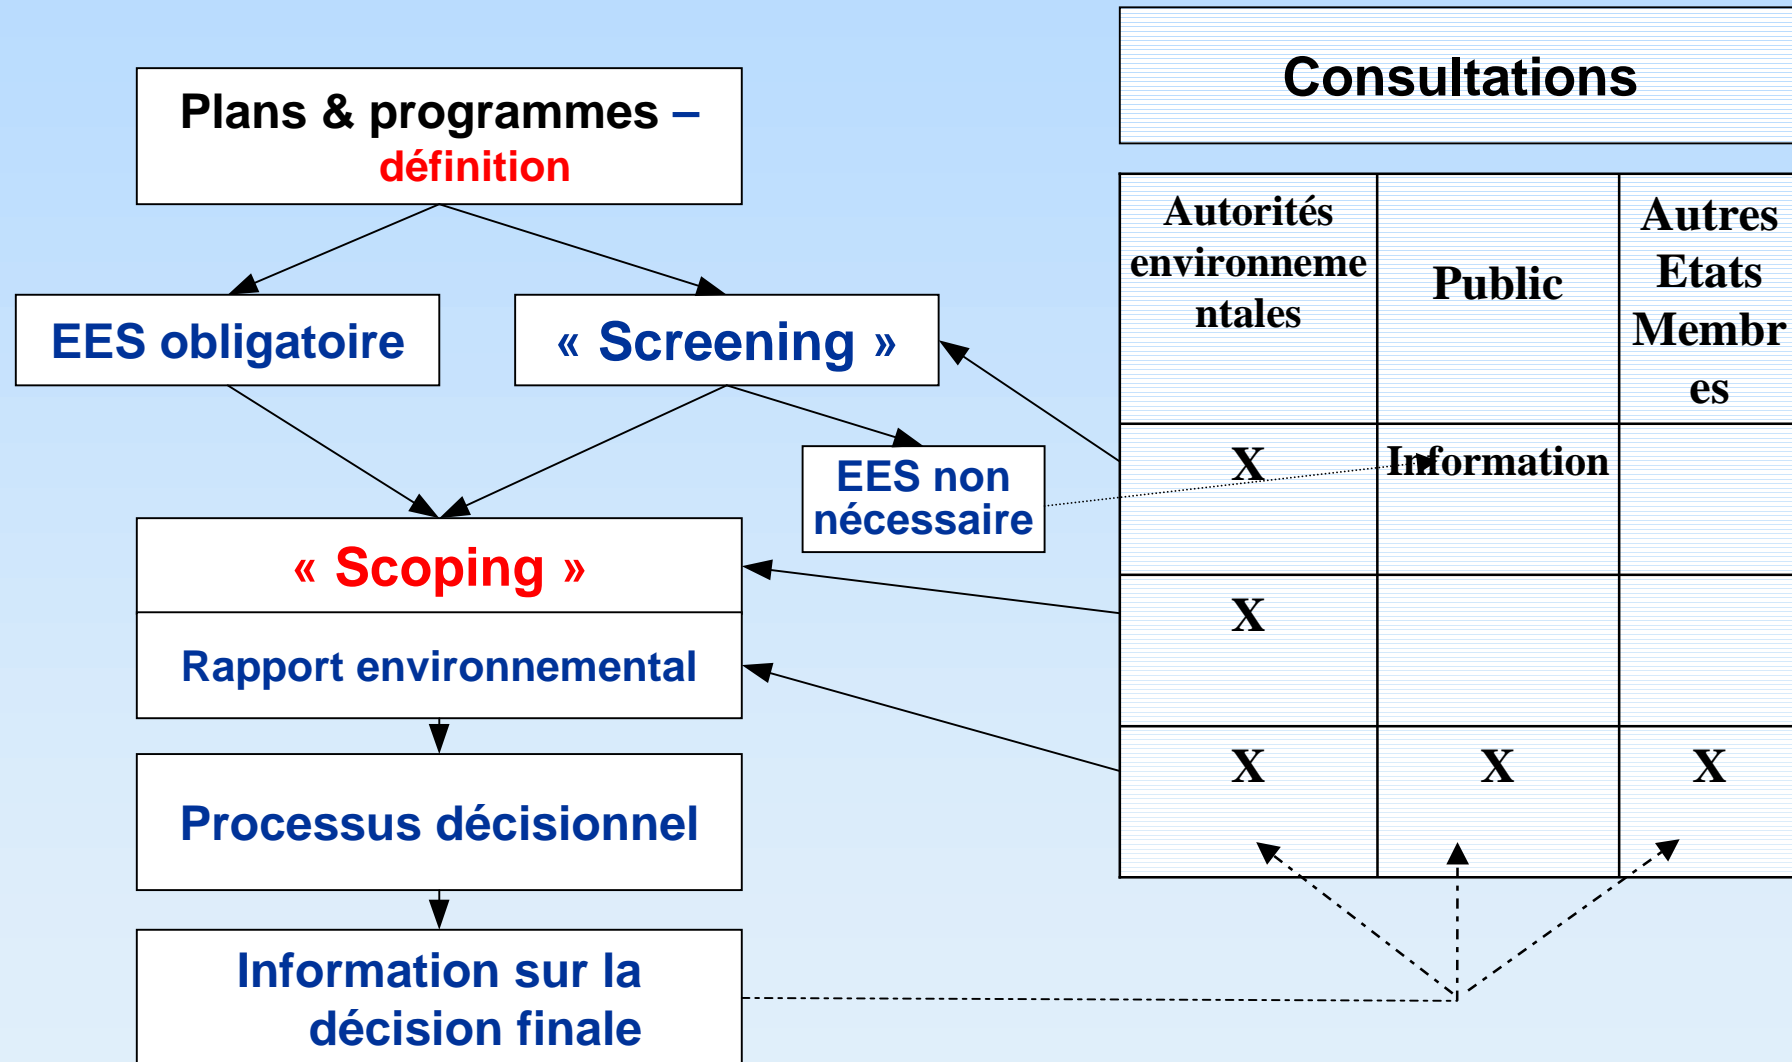 Plans & programmes –
définition
EES obligatoire
« Screening »
EES non
nécessaire
« Scoping »
Rapport environnemental
Processus décisionnel
Information sur la
décision finale
Consultations
Autorités
environneme
ntales
Public
Autres
Etats
Membr
es
X
Information
X
X
X
X